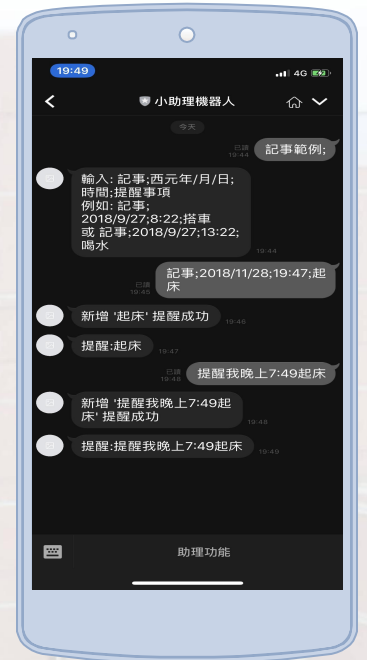 19:49
4G
小助理機器人
今天
記事範例;
已讀
19:44
輸入: 記事;西元年/月/日;
時間;提醒事項
例如: 記事;
2018/9/27;8:22;搭車
或 記事;2018/9/27;13:22;
喝水
19:44
記事;2018/11/28;19:47;起
床
已讀
19:46
新增 '起床' 提醒成功
19:46
提醒:起床
19:47
提醒我晚上7:49起床
已讀
19:48
新增 '提醒我晚上7:49起
床' 提醒成功
19:48
提醒:提醒我晚上7:49起床
19:49
助理功能